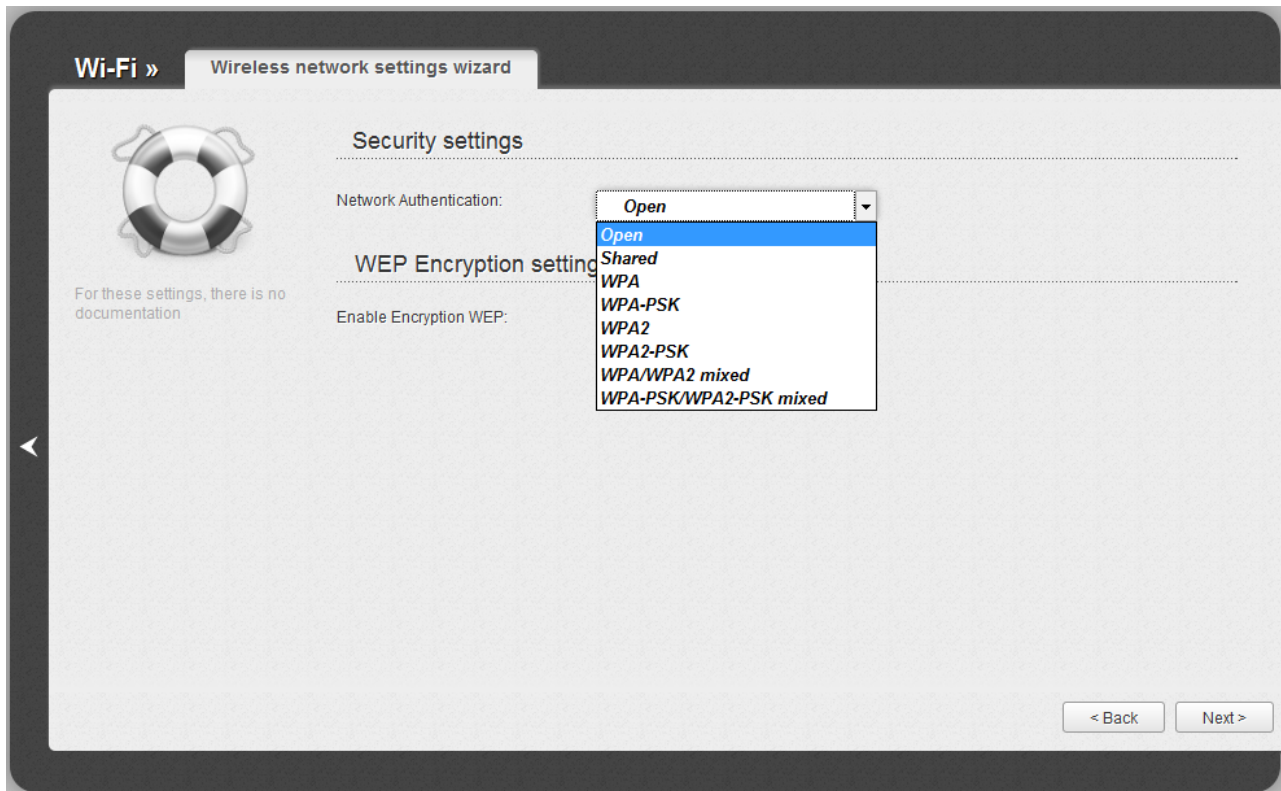 Wi-Fi »
Wireless network settings wizard
For these settings, there is no
documentation
Security settings
Network Authentication:
Open
Open
Shared
WPA
WPA-PSK
WPA2
WPA2-PSK
WPA/WPA2 mixed
WPA-PSK/WPA2-PSK mixed
WEP Encryption setting
Enable Encryption WEP:
< Back
Next >